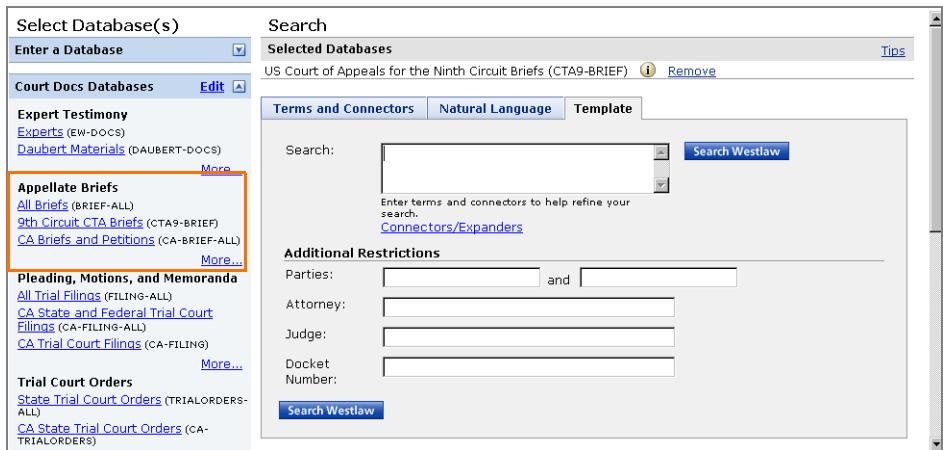 Select Database(s)
Enter a Database
Court Docs Databases Edit
Expert Testimony
Experts (EW-DOCS)
Daubert Materials (DAUBERT-DOCS)
More...
Appellate Briefs
All Briefs (BRIEF-ALL)
9th Circuit CTA Briefs (CTA9-BRIEF)
CA Briefs and Petitions (CA-BRIEF-ALL)
More...
Pleading, Motions, and Memoranda
All Trial Filings (FILING-ALL)
CA State and Federal Trial Court
Filings (CA-FILING-ALL)
CA Trial Court Filings (CA-FILING)
More...
Trial Court Orders
State Trial Court Orders (TRIALORDERS-
ALL)
CA State Trial Court Orders (CA-
TRIALORDERS)
Search
Selected Databases Tips
US Court of Appeals for the Ninth Circuit Briefs (CTA9-BRIEF) i Remove
Terms and Connectors Natural Language Template
Search: Search Westlaw
Enter terms and connectors to help refine your
search.
Connectors/Expanders
Additional Restrictions
Parties: and
Attorney:
Judge:
Docket
Number:
Search Westlaw